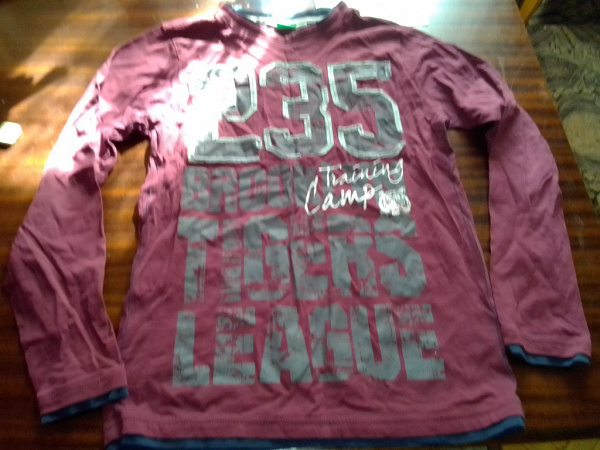 235
Training
Camp
TIGERS
LEAGUE